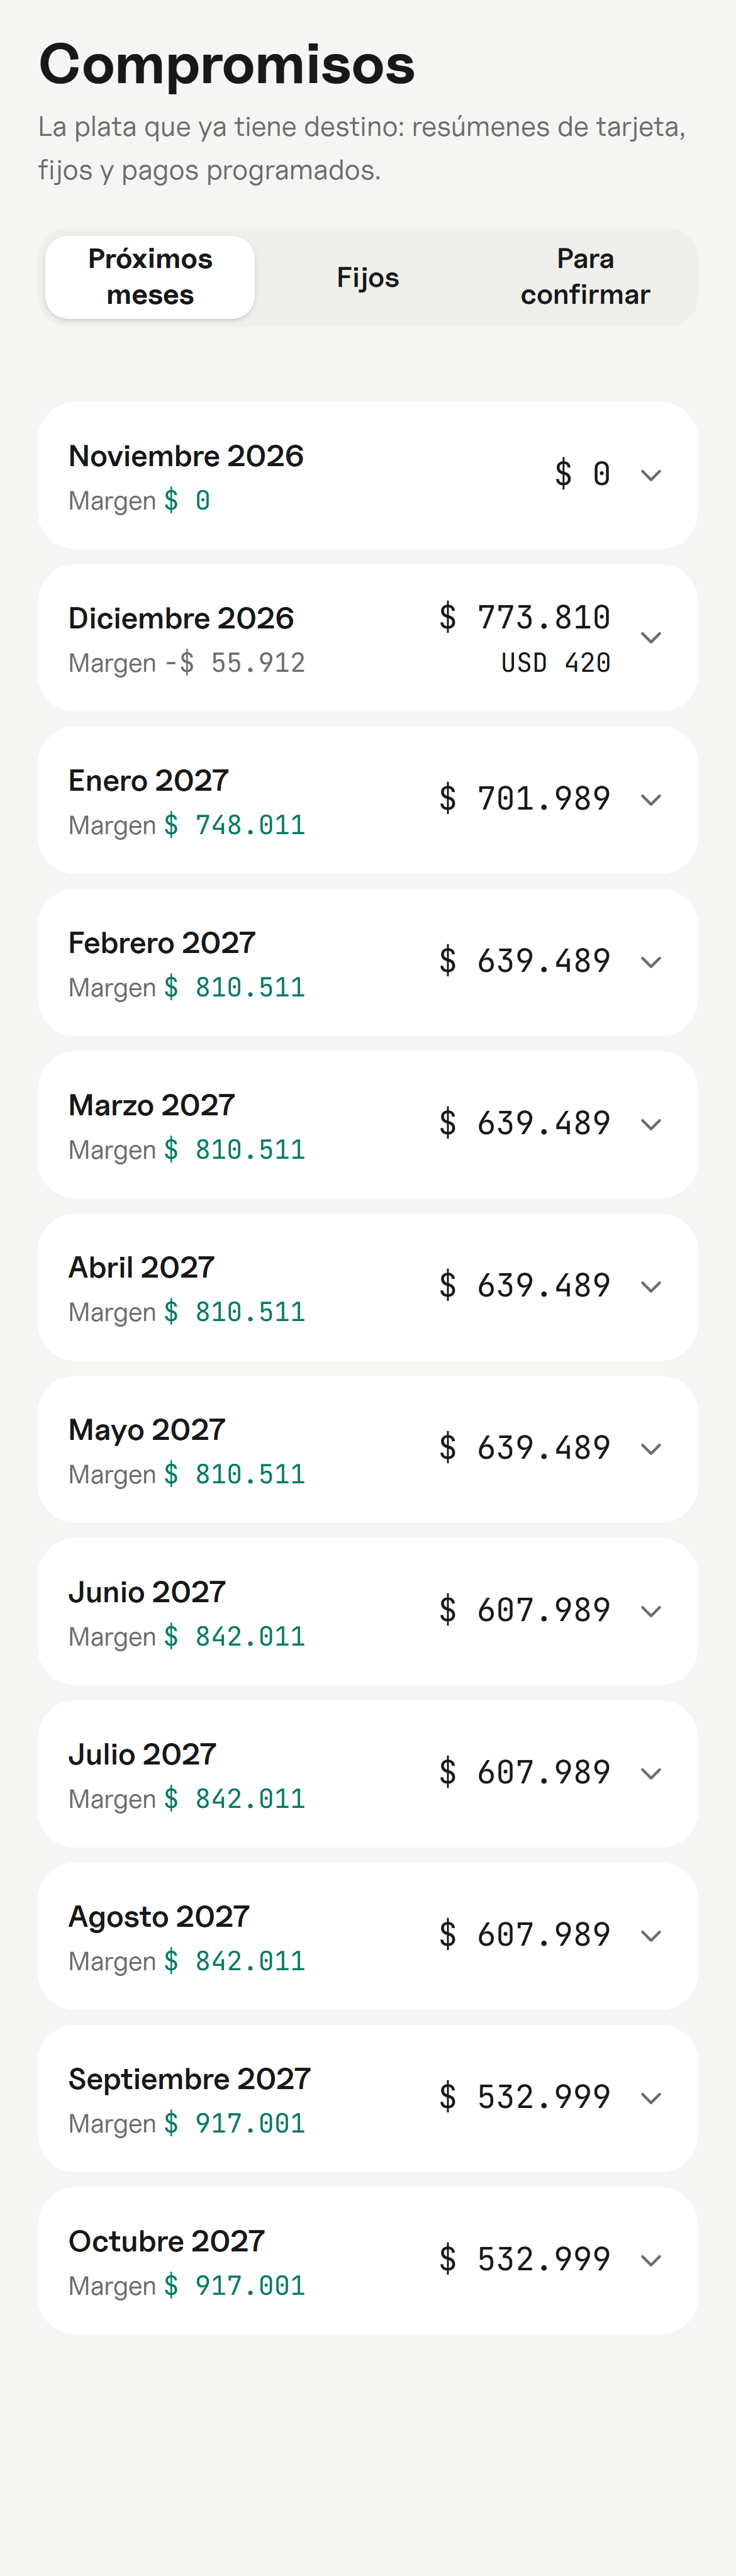 Compromisos
La plata que ya tiene destino: resúmenes de tarjeta,
fijos y pagos programados.
Próximos
meses
Fijos
Para
confirmar
Noviembre 2026
$ 0
Margen $ 0
Diciembre 2026
$ 773.810
Margen -$ 55.912
USD 420
Enero 2027
$ 701.989
Margen $ 748.011
Febrero 2027
$ 639.489
Margen $ 810.511
Marzo 2027
$ 639.489
Margen $ 810.511
Abril 2027
$ 639.489
Margen $ 810.511
Mayo 2027
$ 639.489
Margen $ 810.511
Junio 2027
$ 607.989
Margen $ 842.011
Julio 2027
$ 607.989
Margen $ 842.011
Agosto 2027
$ 607.989
Margen $ 842.011
Septiembre 2027
$ 532.999
Margen $ 917.001
Octubre 2027
$ 532.999
Margen $ 917.001